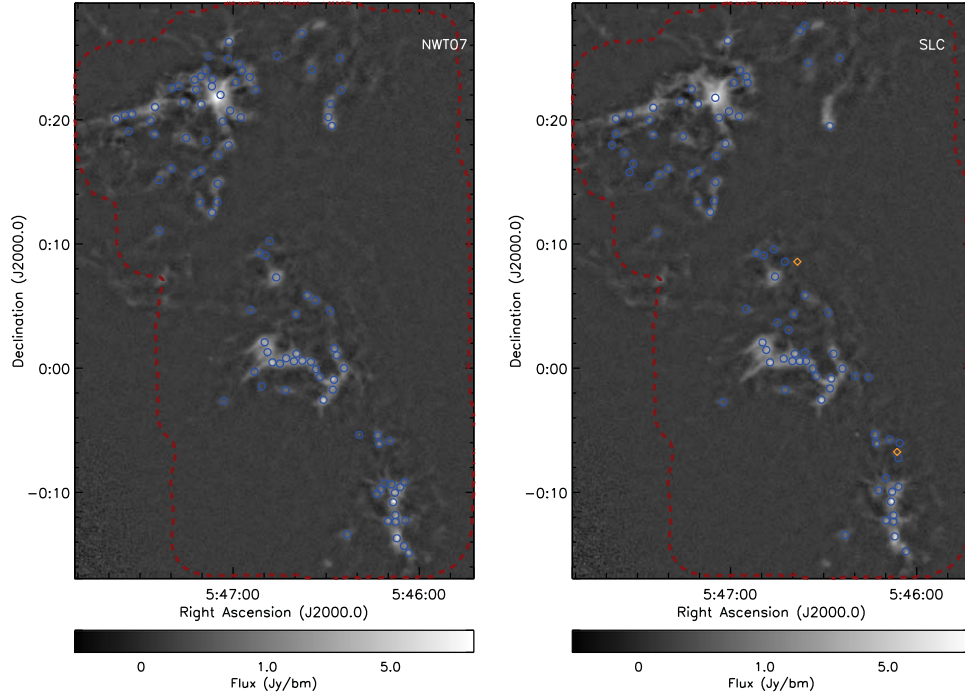 NWT07
0:20
0:10
0:00
−0:10
Declination (J2000.0)
5:47:00
5:46:00
Right Ascension (J2000.0)
0
1.0
5.0
Flux (Jy/bm)
SLC
0:20
0:10
0:00
−0:10
Declination (J2000.0)
5:47:00
5:46:00
Right Ascension (J2000.0)
0
1.0
5.0
Flux (Jy/bm)